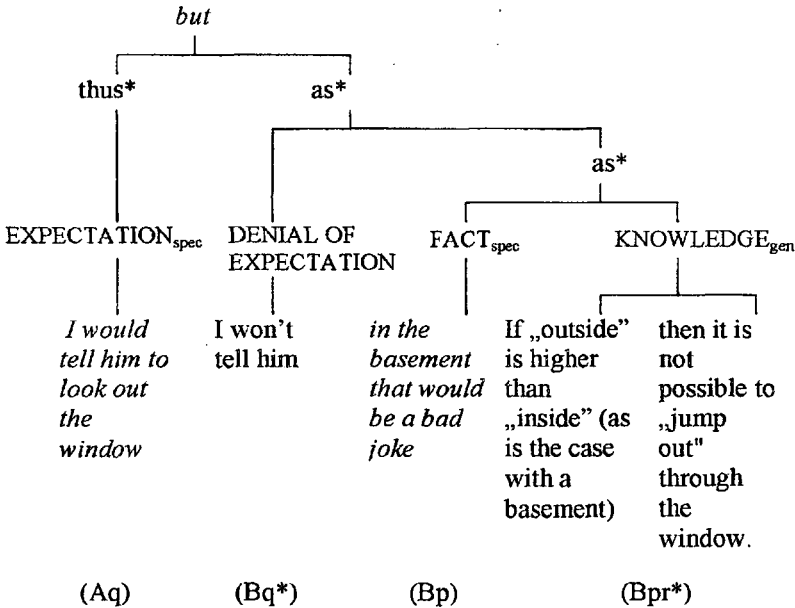 but
thus* as*
as*
EXPECTATIONspec DENIAL OF EXPECTATION FACTspec KNOWLEDGEgen
I would
tell him to
look out
the
window
I won't
tell him
in the
basement
that would
be a bad
joke
If „outside”
is higher
than
„inside” (as
is the case
with a
basement)
then it is
not
possible to
„jump
out"
through
the
window.
(Aq) (Bq*) (Bp) (Bpr*)